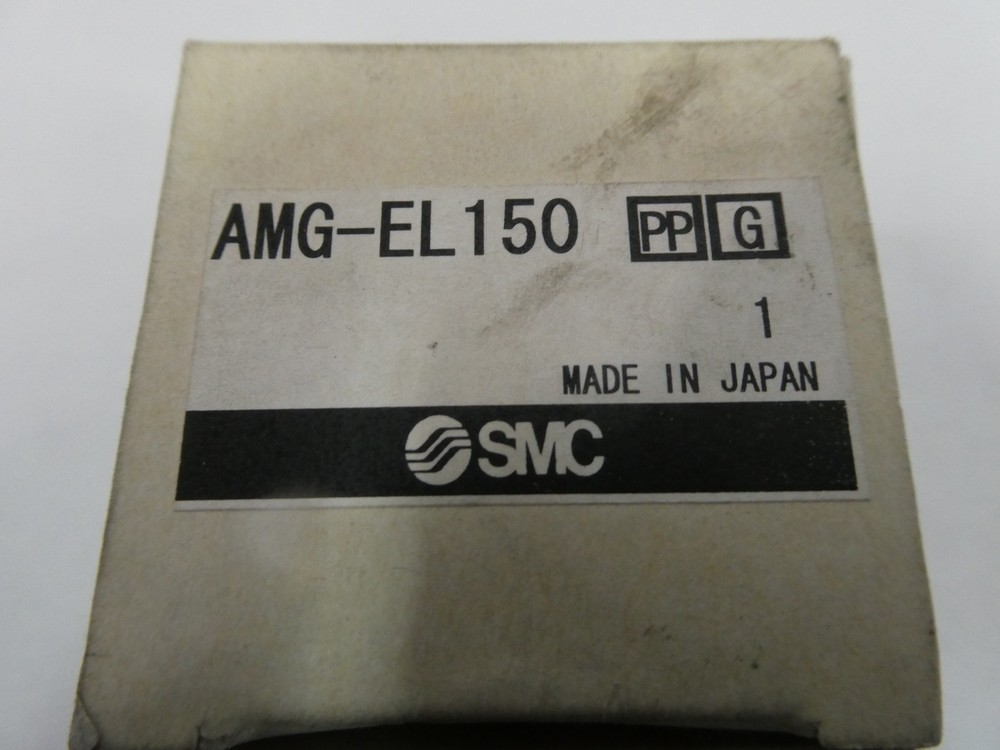 AMG-EL150 PP G
1
MADE IN JAPAN
SMC